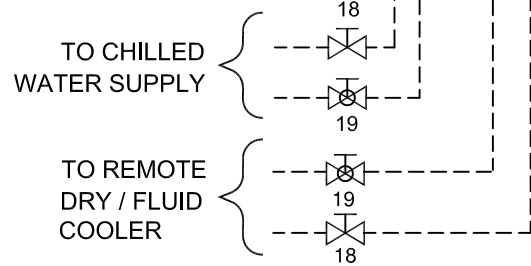 18
TO CHILLED
WATER SUPPLY
19
TO REMOTE
DRY / FLUID
COOLER
19
18